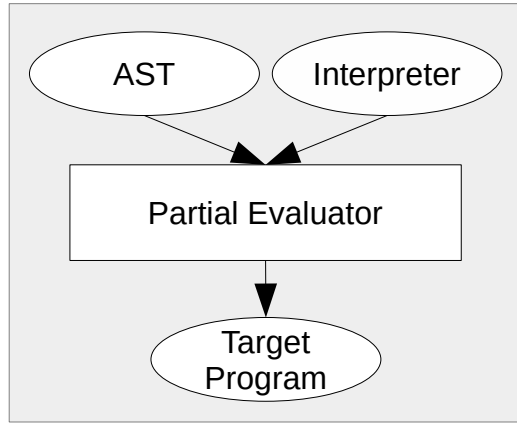 AST
Interpreter
Partial Evaluator
Target
Program